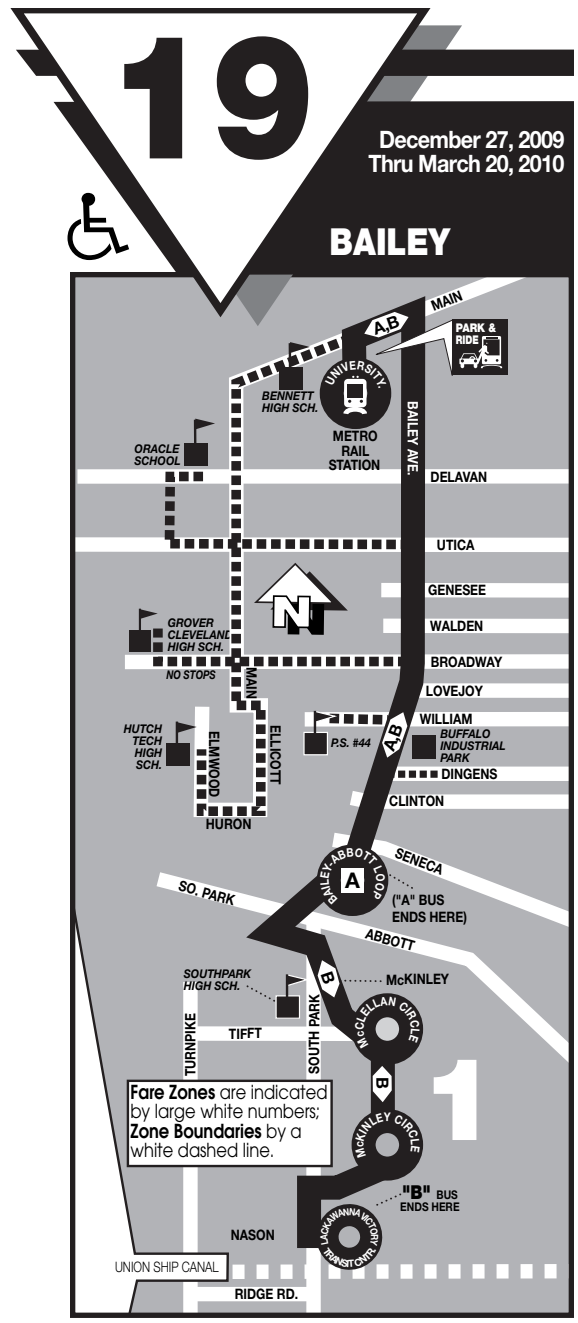 19
December 27, 2009
Thru March 20, 2010
BAILEY
MAIN
A,B
PARK &
RIDE
UNIVERSITY.
BENNETT
HIGH SCH.
METRO
RAIL
STATION
BAILEY AVE.
ORACLE
SCHOOL
DELAVAN
UTICA
N
GENESEE
WALDEN
GROVER
CLEVELAND
HIGH SCH.
BROADWAY
NO STOPS
MAIN
LOVEJOY
WILLIAM
P.S. #44
A,B
BUFFALO
INDUSTRIAL
PARK
HUTCH
TECH
HIGH
SCH.
ELMWOOD
ELLICOTT
DINGENS
CLINTON
HURON
SENECA
BAILEY-ABBOTT LOOP
A
("A" BUS
ENDS HERE)
SO. PARK
ABBOTT
B
McKINLEY
SOUTHPARK
HIGH SCH.
McCLELLAN CIRCLE
TIFFT
TURNPIKE
SOUTH PARK
B
1
Fare Zones are indicated
by large white numbers;
Zone Boundaries by a
white dashed line.
McKINLEY CIRCLE
"B" BUS
ENDS HERE
LACKAWANNA VICTORY
TRANSIT CNTR.
NASON
UNION SHIP CANAL
RIDGE RD.